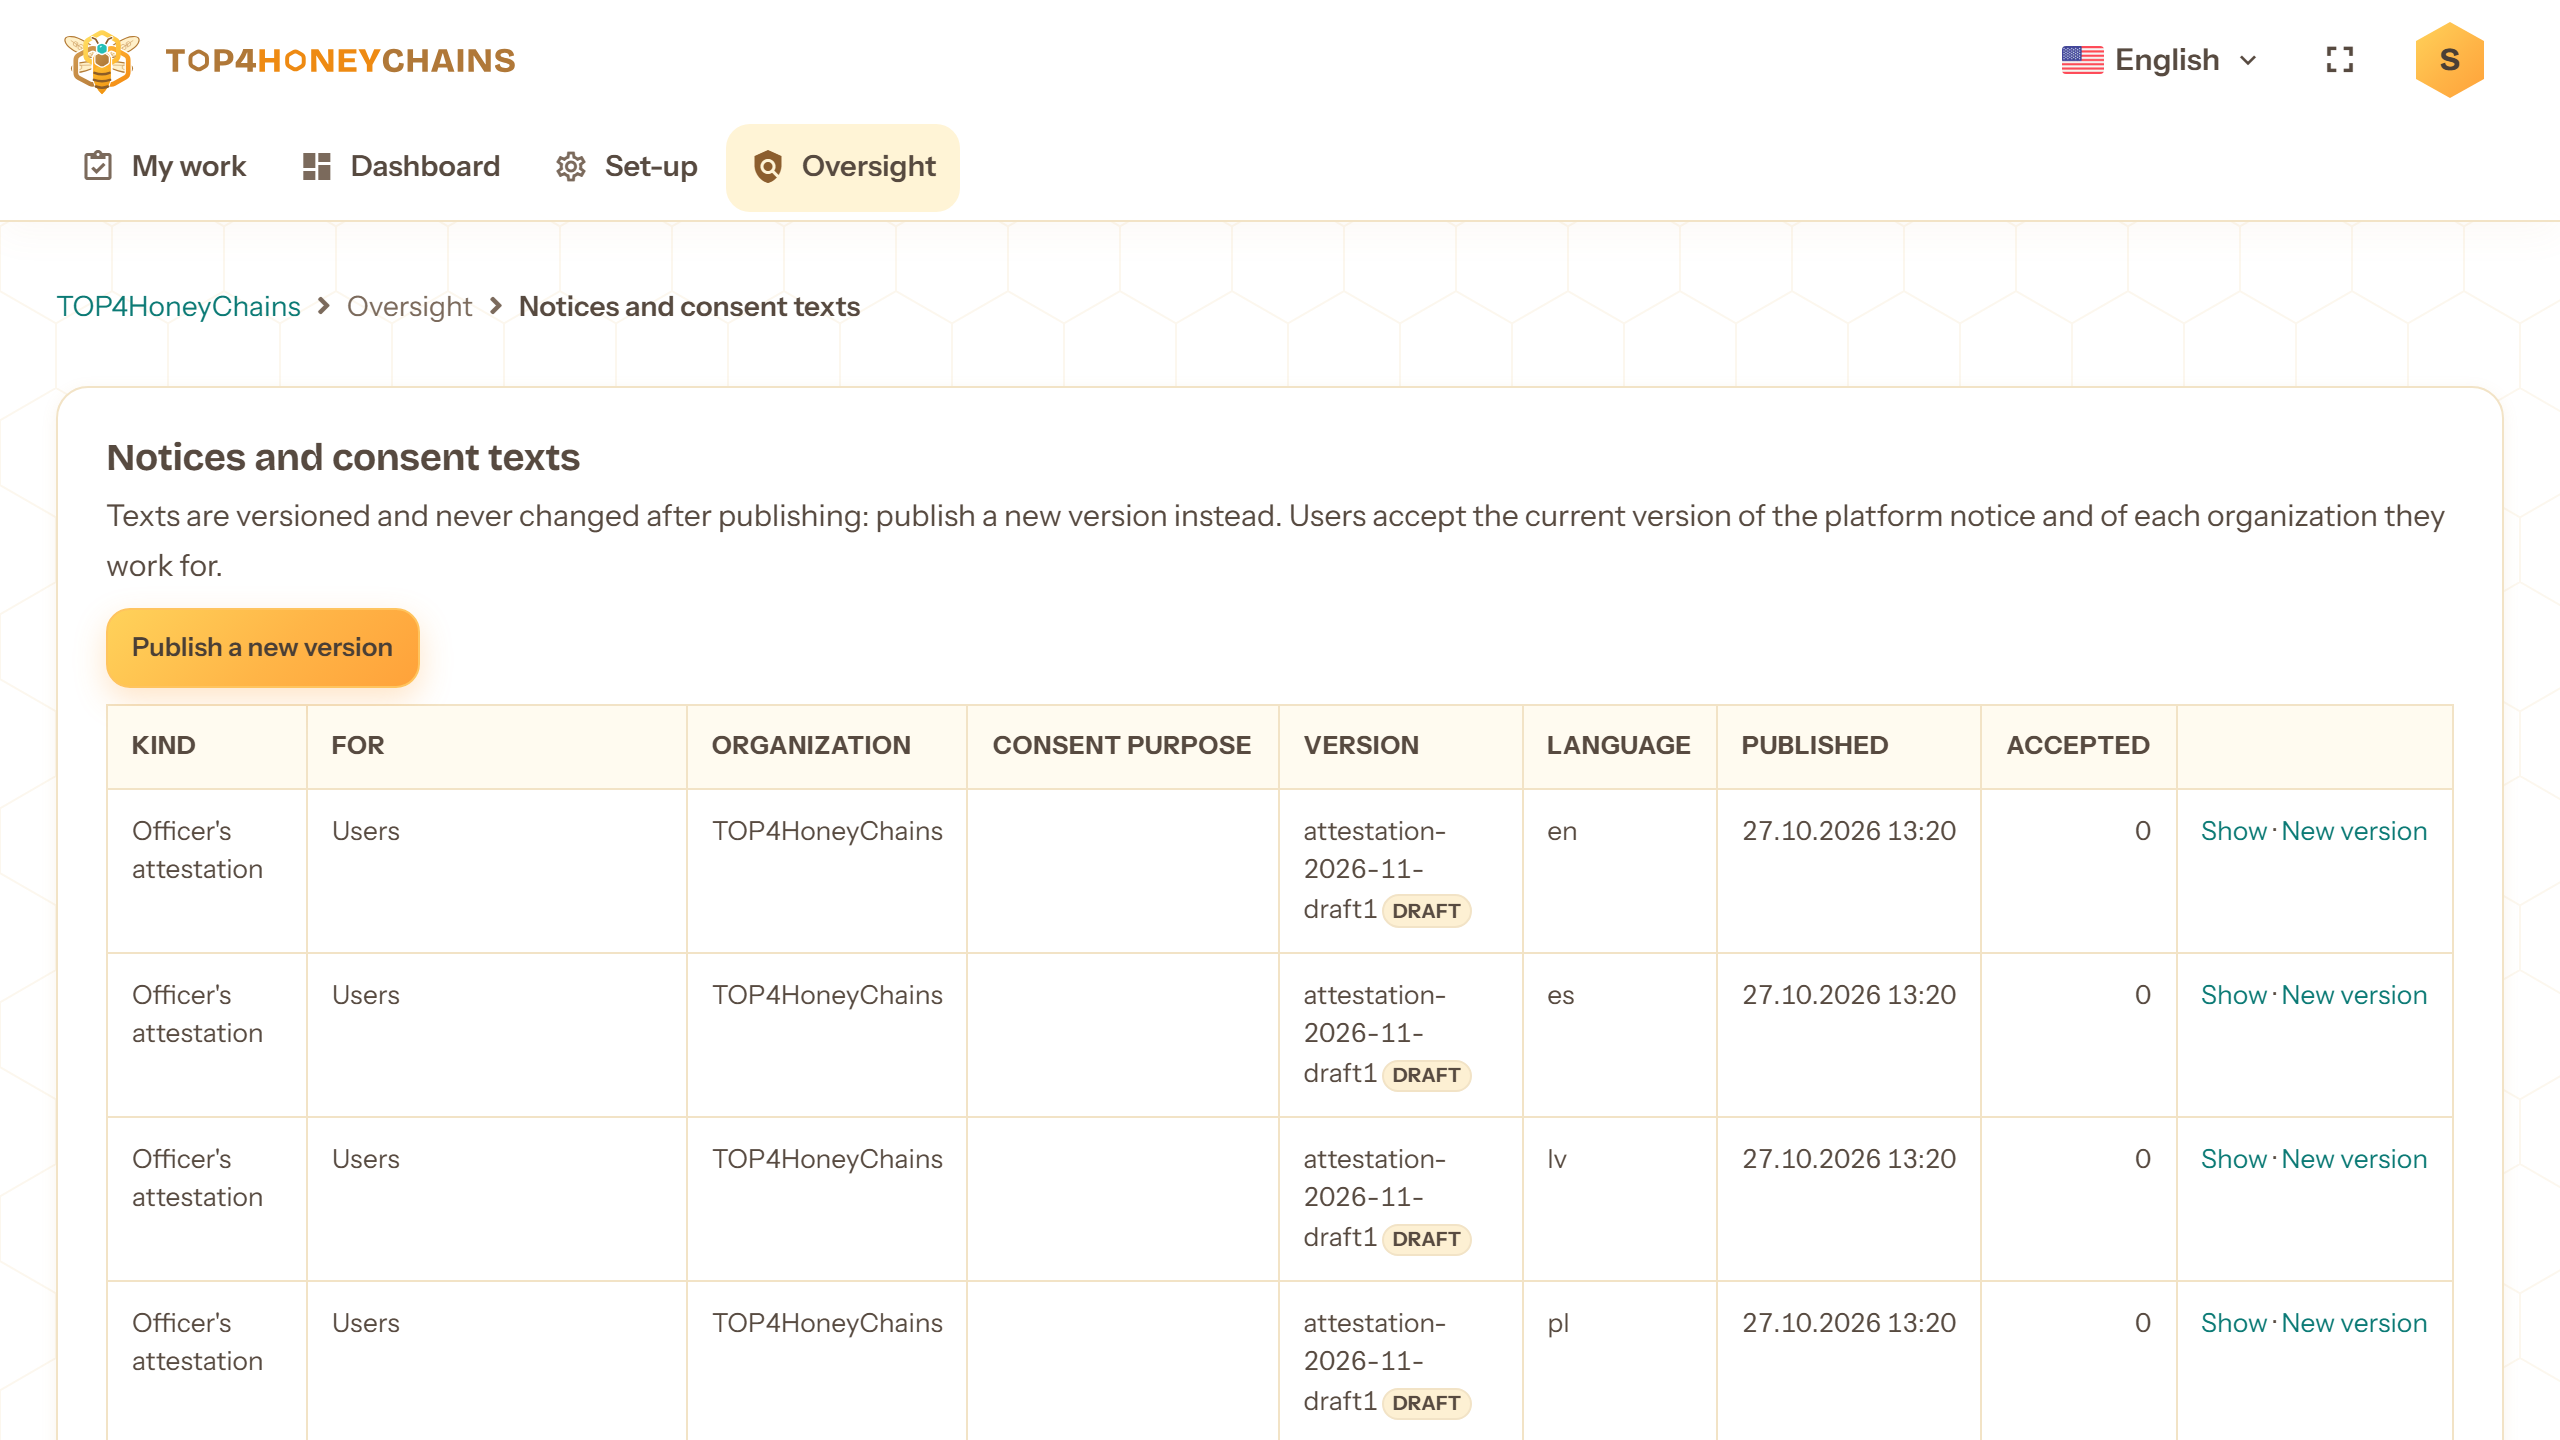 TOP4HONEYCHAINS
English
S
My work
Dashboard
Set-up
Oversight
TOP4HoneyChains > Oversight > Notices and consent texts
Notices and consent texts
Texts are versioned and never changed after publishing: publish a new version instead. Users accept the current version of the platform notice and of each organization they
work for.
Publish a new version
KIND FOR ORGANIZATION CONSENT PURPOSE VERSION LANGUAGE PUBLISHED ACCEPTED
Officer's Users TOP4HoneyChains attestation- en 27.10.2026 13:20 0 Show · New version
attestation 2026-11-
draft1 DRAFT
Officer's Users TOP4HoneyChains attestation- es 27.10.2026 13:20 0 Show · New version
attestation 2026-11-
draft1 DRAFT
Officer's Users TOP4HoneyChains attestation- lv 27.10.2026 13:20 0 Show · New version
attestation 2026-11-
draft1 DRAFT
Officer's Users TOP4HoneyChains attestation- pl 27.10.2026 13:20 0 Show · New version
attestation 2026-11-
draft1 DRAFT